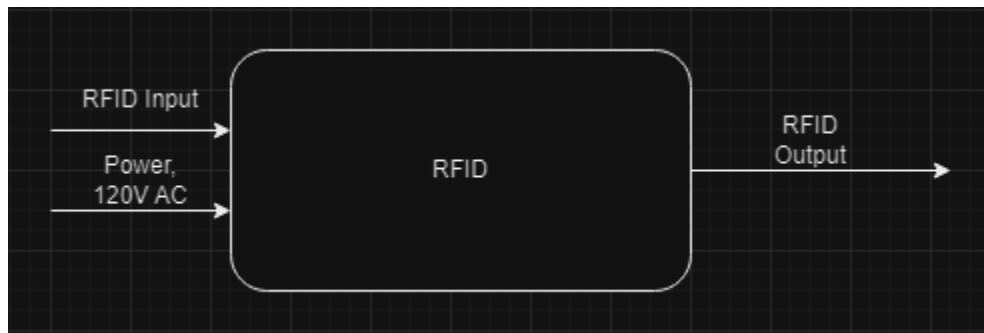 RFID Input
Power,
120V AC
RFID
RFID
Output